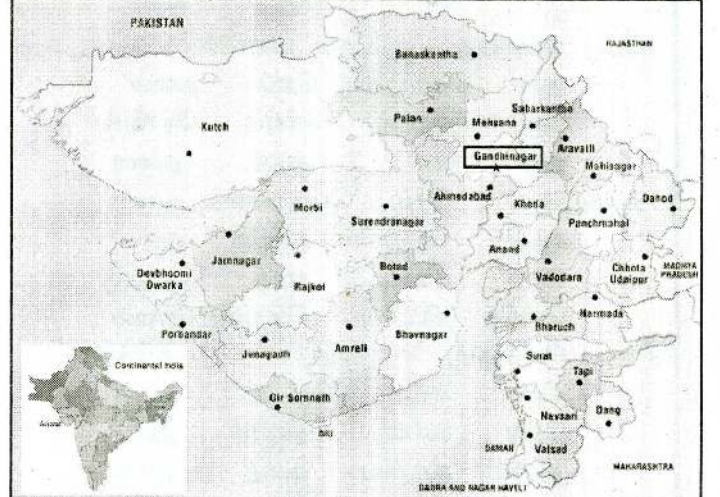 PAKISTAN
RAJASTHAN
Banaskantha
Patan
Sabarkantha
Mehsana
Kutch
Gandhinagar
Aravalli
Mahisagar
Ahmedabad
Kheda
Dahod
Morbi
Surendranagar
Panchmahal
Anand
Jamnagar
Botad
Devbhoomi
Dwarka
Rajkot
Vadodara
Chhota
Udaipur
MADHYA
PRADESH
Narmada
Porbandar
Bharuch
Bhavnagar
Junagadh
Amreli
Surat
Continental India
Tapi
Gir Somnath
Navsari
Dang
Gujarat
DIU
DAMAN
Valsad
MAHARASHTRA
DADRA AND NAGAR HAVELI